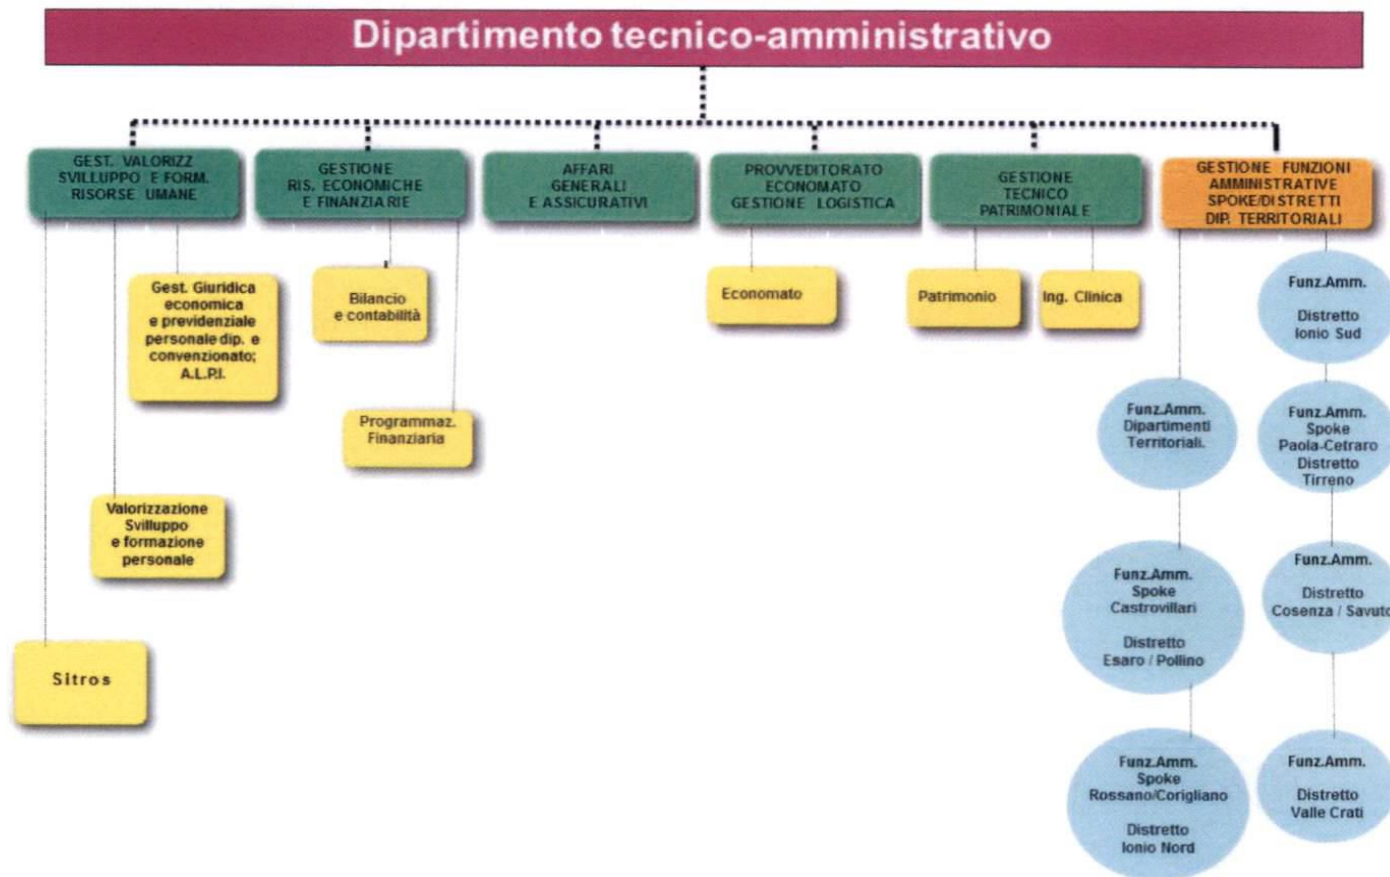 Dipartimento tecnico-amministrativo
GEST. VALORIZZ
SVILUPPO E FORM.
RISORSE UMANE
GESTIONE
RIS. ECONOMICHE
E FINANZIARIE
AFFARI
GENERALI
E ASSICURATIVI
PROVVEDITORATO
ECONOMATO
GESTIONE LOGISTICA
GESTIONE
TECNICO
PATRIMONIALE
GESTIONE FUNZIONI
AMMINISTRATIVE
SPOKE/DISTRETTI
DIP. TERRITORIALI
Gest. Giuridica
economica
e previdenziale
personale dip. e
convenzionato;
A.L.P.I.
Valorizzazione
Sviluppo
e formazione
personale
Sitros
Bilancio
e contabilità
Programmaz.
Finanziaria
Economato
Patrimonio
Ing. Clinica
Funz.Amm.
Dipartimenti
Territoriali.
Funz.Amm.
Spoke
Castrovillari
Distretto
Esaro / Pollino
Funz.Amm.
Spoke
Rossano/Corigliano
Distretto
Ionio Nord
Funz.Amm.
Distretto
Ionio Sud
Funz.Amm.
Spoke
Paola-Cetraro
Distretto
Tirreno
Funz.Amm.
Distretto
Cosenza / Savuto
Funz.Amm.
Distretto
Valle Crati